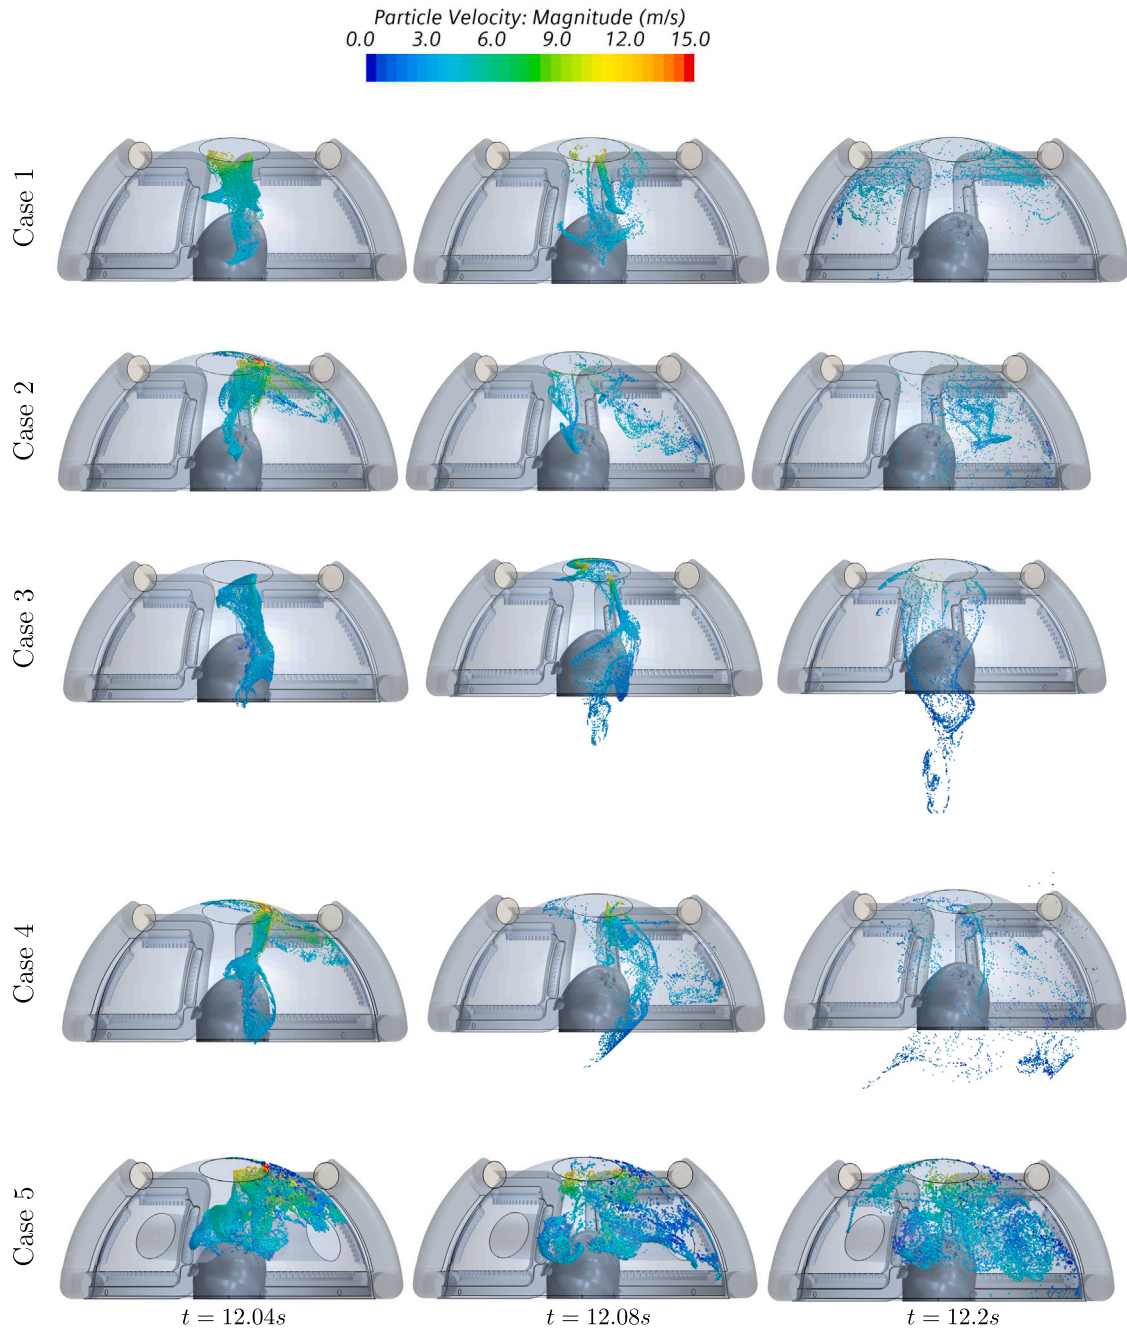 Particle Velocity: Magnitude (m/s)
0.0 3.0 6.0 9.0 12.0 15.0
Case 1
Case 2
Case 3
Case 4
Case 5
t = 12.04s t = 12.08s t = 12.2s